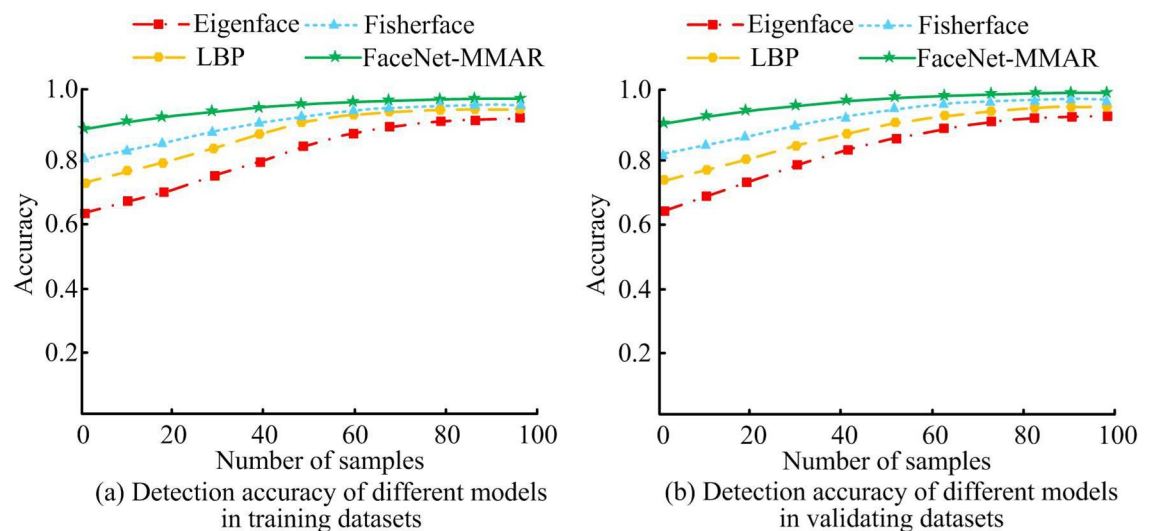 Eigenface Fisherface
LBP FaceNet-MMAR
1.0
0.8
0.6
0.4
0.2
Accuracy
0 20 40 60 80 100
Number of samples
(a) Detection accuracy of different models
in training datasets
Eigenface Fisherface
LBP FaceNet-MMAR
1.0
0.8
0.6
0.4
0.2
Accuracy
0 20 40 60 80 100
Number of samples
(b) Detection accuracy of different models
in validating datasets